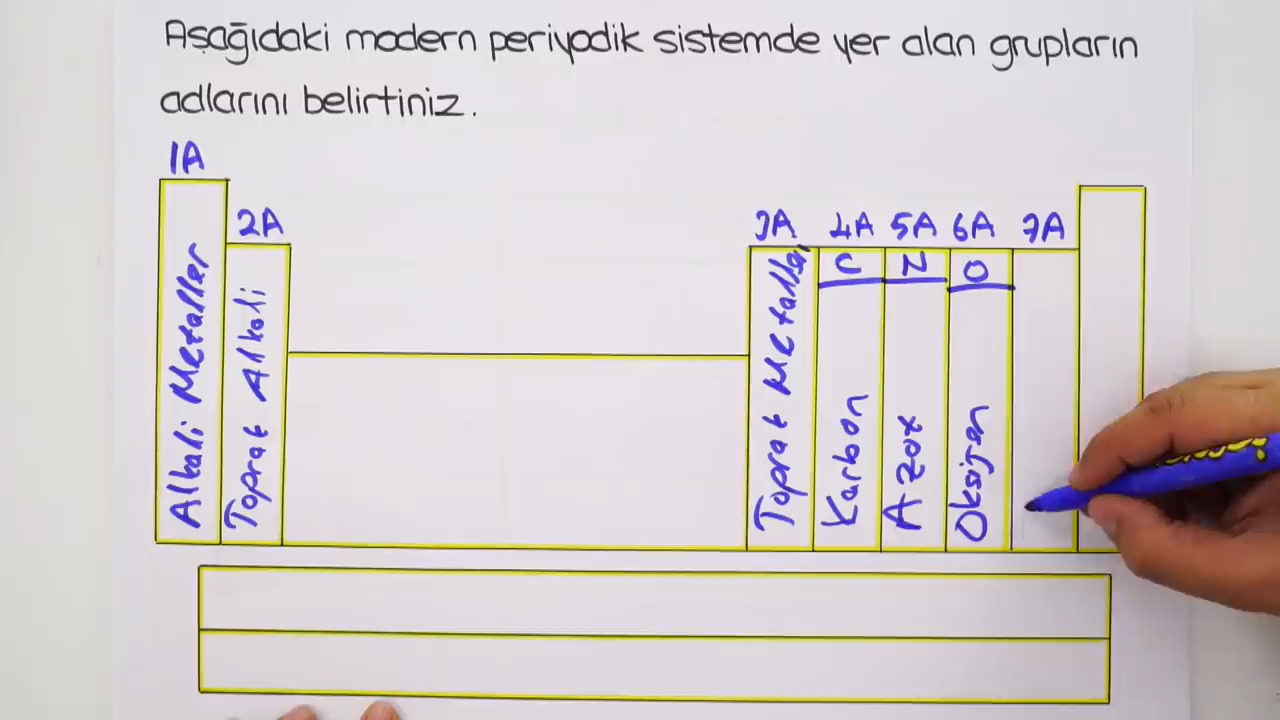 Aşağıdaki modern periyodik sistemde yer alan grupların
adlarını belirtiniz.
1A
2A
3A 4A 5A 6A 7A
C N O
Alkali Metaller
Toprak Alkali
Toprak Metaller
Karbon
Azot
Oksijen